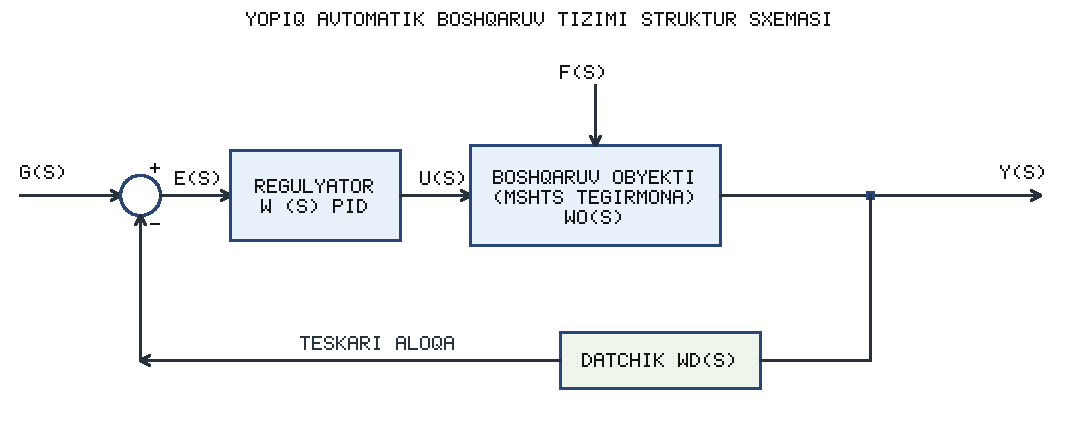 YOPIQ AVTOMATIK BOSHQARUV TIZIMI STRUKTUR SXEMASI
F(S)
G(S)
+
E(S)
REGULYATOR
W (S) PID
U(S)
BOSHQARUV OBYEKTI
(MSHTS TEGIRMONA)
WO(S)
Y(S)
−
TESKARI ALOQA
DATCHIK WD(S)